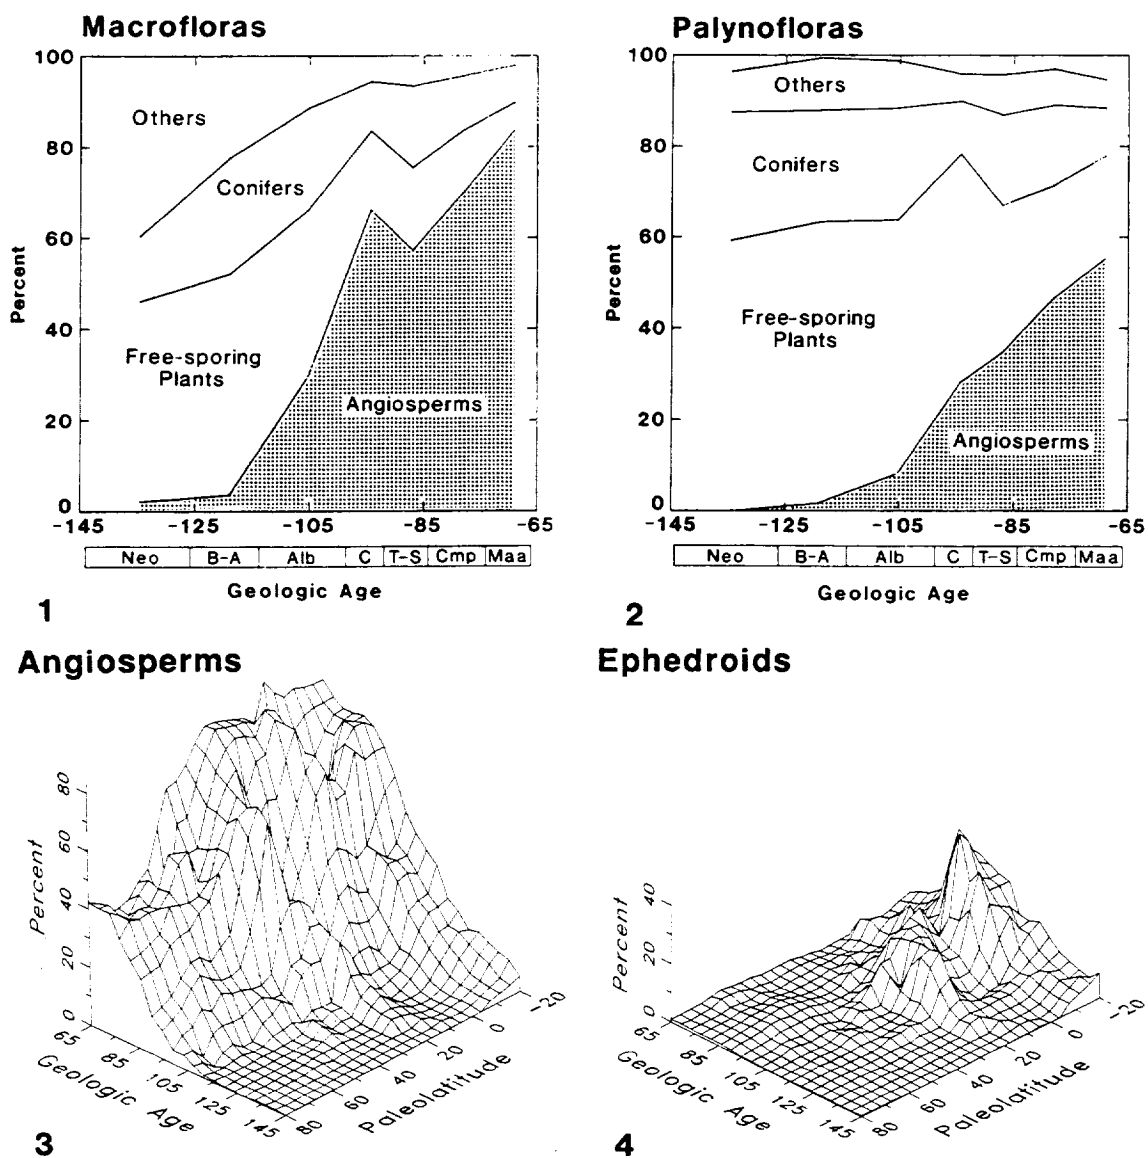 Macrofloras
100
80
60
40
20
0
Percent
Others
Conifers
Free-sporing
Plants
Angiosperms
-145 -125 -105 -85 -65
Neo B-A Alb C T-S Cmp Maa
Geologic Age
1
Palynofloras
100
80
60
40
20
0
Percent
Others
Conifers
Free-sporing
Plants
Angiosperms
-145 -125 -105 -85 -65
Neo B-A Alb C T-S Cmp Maa
Geologic Age
2
Angiosperms
80
60
40
20
0
Percent
65 85 105 125 145
Geologic Age
80 60 40 20 0 -20
Paleolatitude
3
Ephedroids
40
20
0
Percent
65 85 105 125 145
Geologic Age
80 60 40 20 0 -20
Paleolatitude
4